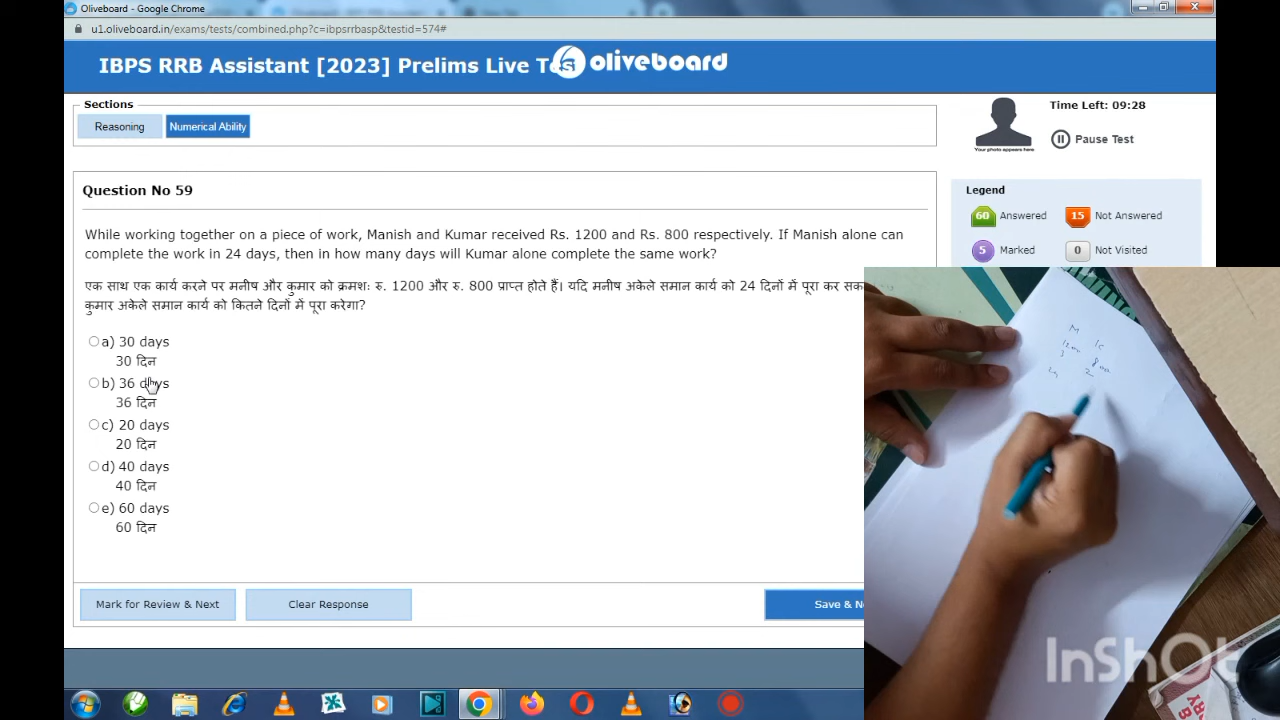 Oliveboard - Google Chrome
u1.oliveboard.in/exams/tests/combined.php?c=ibpsrrbasp&testid=574#
IBPS RRB Assistant [2023] Prelims Live
oliveboard
Sections
Reasoning
Numerical Ability
Your photo appears here
Time Left: 09:28
Pause Test
Question No 59
While working together on a piece of work, Manish and Kumar received Rs. 1200 and Rs. 800 respectively. If Manish alone can
complete the work in 24 days, then in how many days will Kumar alone complete the same work?
एक साथ एक कार्य करने पर मनीष और कुमार को क्रमशः रु. 1200 और रु. 800 प्राप्त होते हैं। यदि मनीष अकेले समान कार्य को 24 दिनों में पूरा कर
कुमार अकेले समान कार्य को कितने दिनों में पूरा करेगा?
a) 30 days
30 दिन
b) 36 days
36 दिन
c) 20 days
20 दिन
d) 40 days
40 दिन
e) 60 days
60 दिन
Legend
60 Answered
15 Not Answered
5 Marked
0 Not Visited
M
K
2
Mark for Review & Next
Clear Response
Save &
InShOt